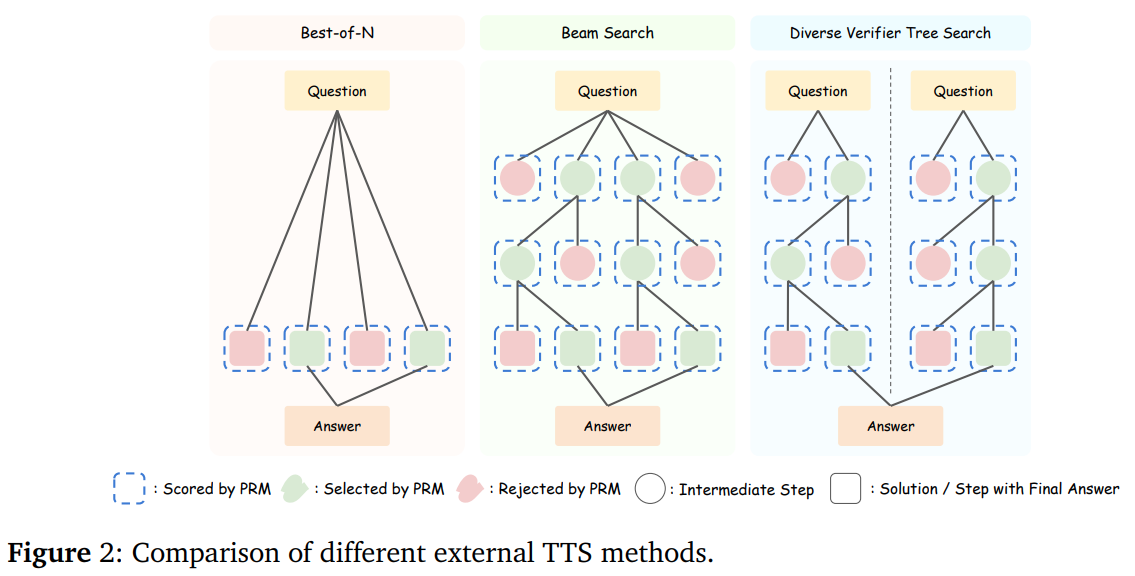 Best-of-N
Beam Search
Diverse Verifier Tree Search
Question
Question
Question
Question
Answer
Answer
Answer
: Scored by PRM
: Selected by PRM
: Rejected by PRM
: Intermediate Step
: Solution / Step with Final Answer
Figure 2: Comparison of different external TTS methods.